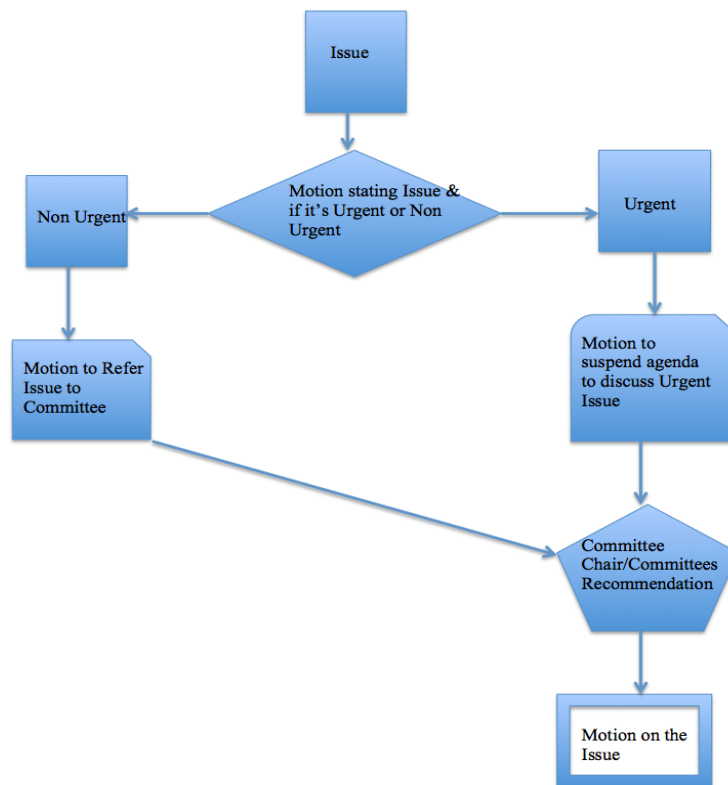 Issue
Motion stating Issue &
if it's Urgent or Non
Urgent
Non Urgent
Urgent
Motion to Refer
Issue to
Committee
Motion to
suspend agenda
to discuss Urgent
Issue
Committee
Chair/Committees
Recommendation
Motion on the
Issue